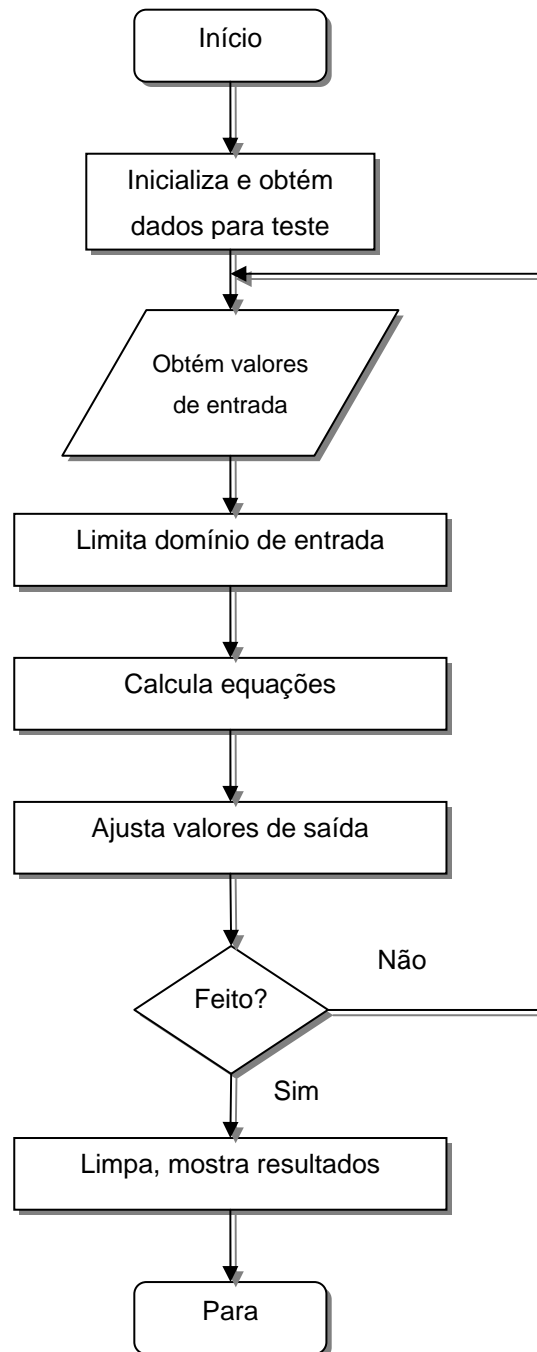 Início
Inicializa e obtém
dados para teste
Obtém valores
de entrada
Limita domínio de entrada
Calcula equações
Ajusta valores de saída
Não
Feito?
Sim
Limpa, mostra resultados
Para